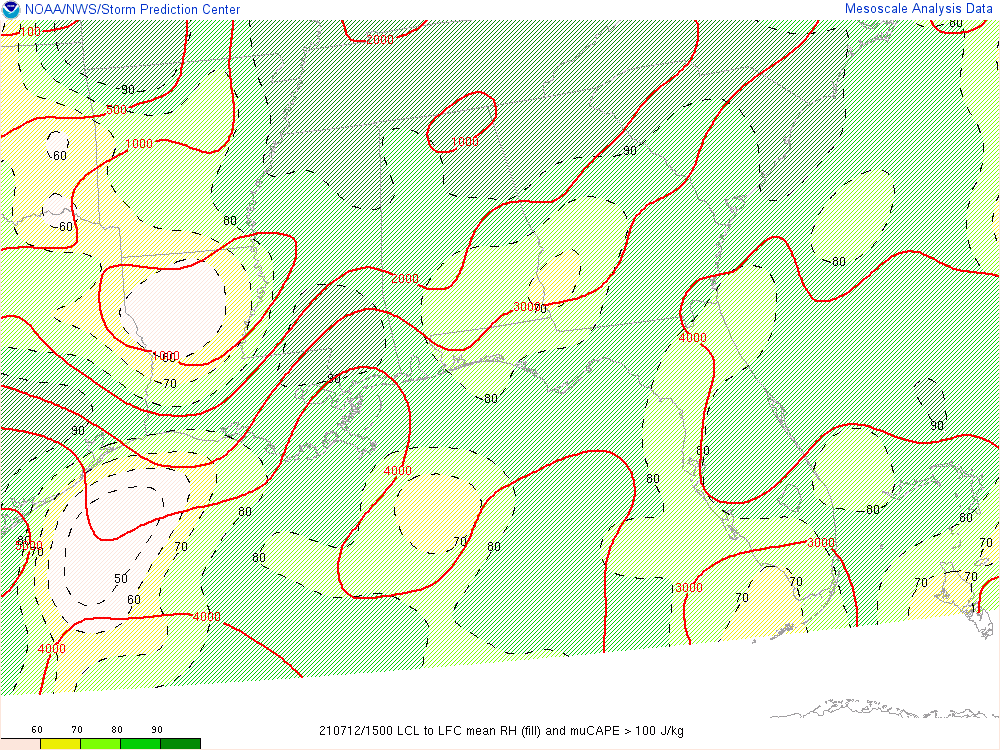 NOAA/NWS/Storm Prediction Center Mesoscale Analysis Data
100 2000 80
90
500
1000 1000
60 90
60 80
80
2000
3000 70
4000
1000
60
70 90
80
90 90
80
4000
80
80 80
80
80 70 70 80 3000 70
5000 70 80
50 70 70 70
60 3000 70
4000
4000
60 70 80 90
210712/1500 LCL to LFC mean RH (fill) and muCAPE > 100 J/kg